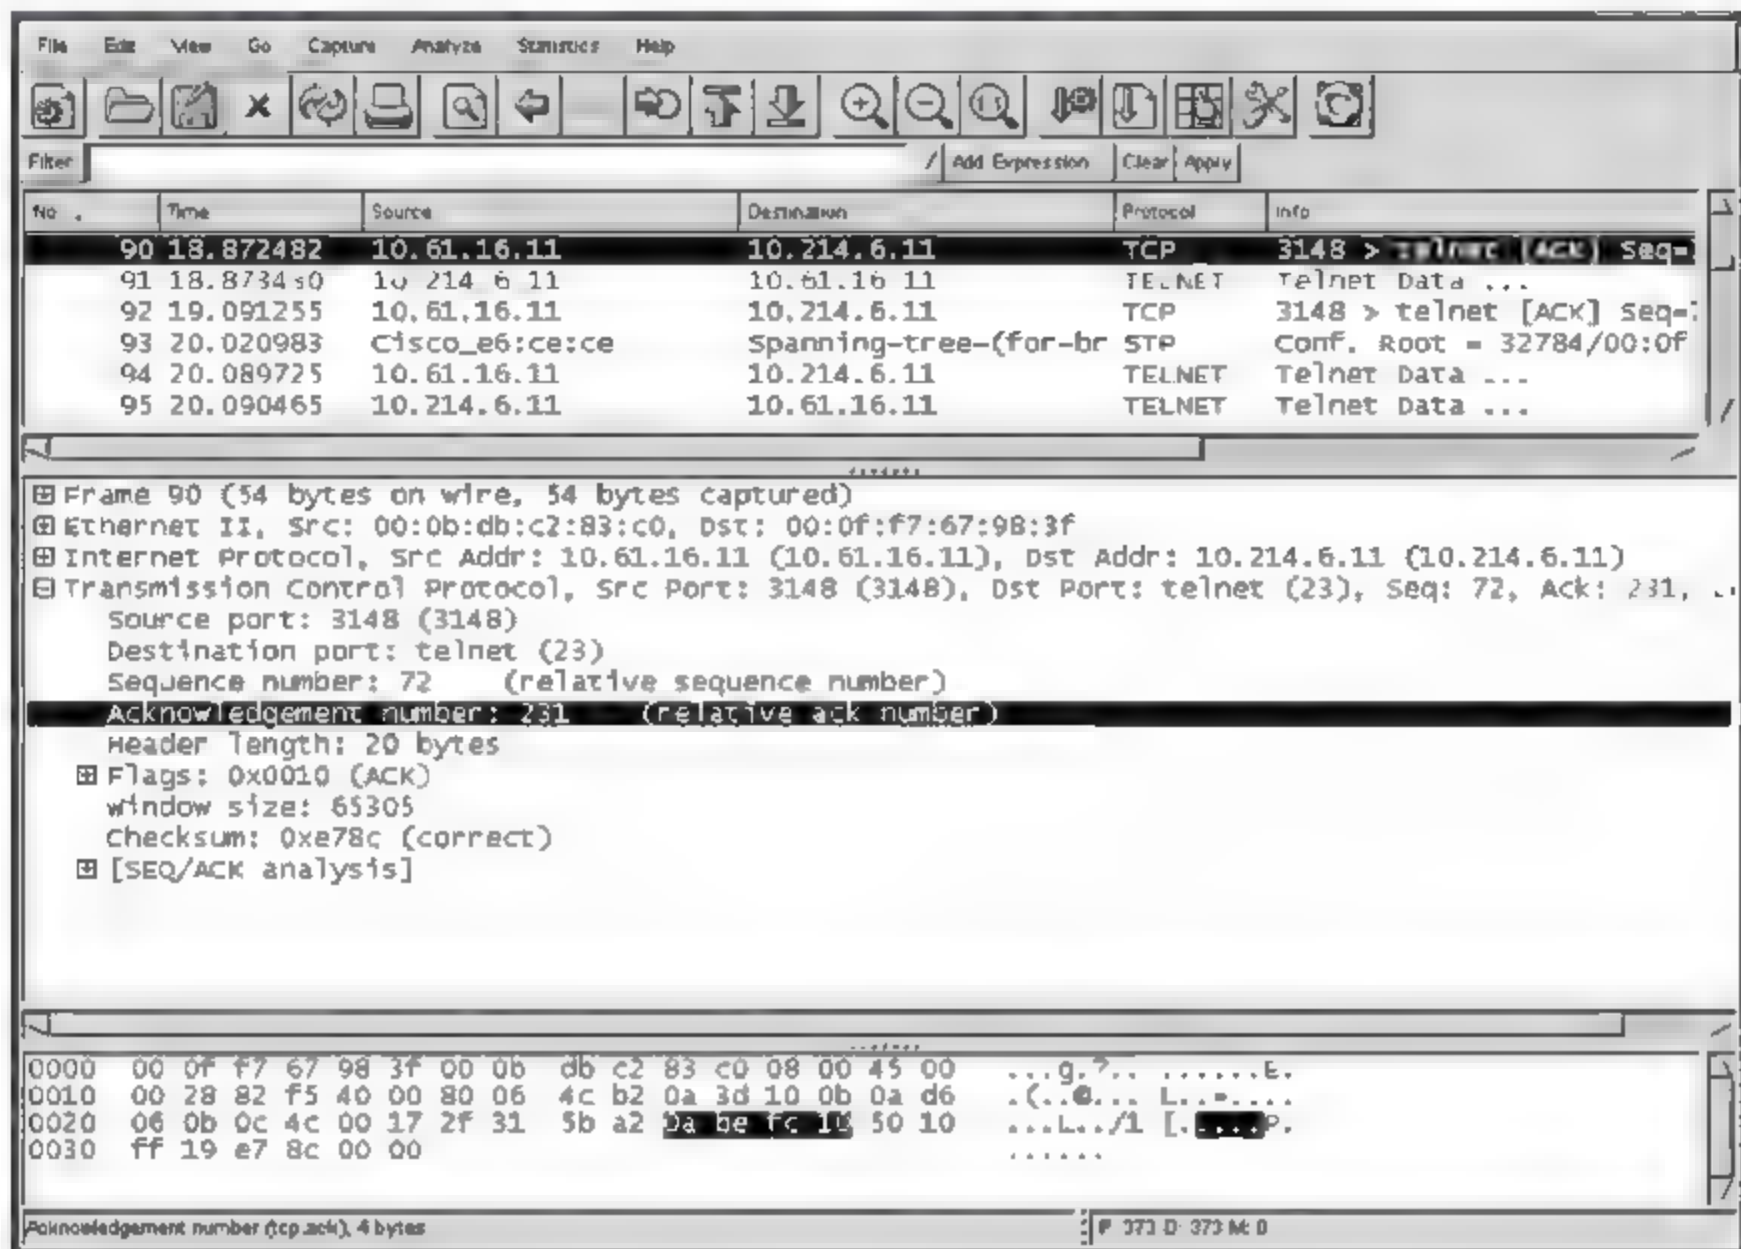 File Edit View Go Capture Analyze Statistics Help
Filter / Add Expression Clear Apply
No . Time Source Destination Protocol Info
90 18.872482 10.61.16.11 10.214.6.11 TCP 3148 > telnet [ACK] Seq=
91 10 214 6 11 10.61.16 11 TELNET Telnet Data ...
92 19.091255 10.61.16.11 10.214.6.11 TCP 3148 > telnet [ACK] Seq=
93 20.020983 Cisco_e6:ce:ce Spanning-tree-(for-br STP Conf. Root = 32784/00:0f
94 20.089725 10.61.16.11 10.214.6.11 TELNET Telnet Data ...
95 20.090465 10.214.6.11 10.61.16.11 TELNET Telnet Data ...
Frame 90 (54 bytes on wire, 54 bytes captured)
Ethernet II, Src: 00:0b:db:c2:83:c0, Dst: 00:0f:f7:67:98:3f
Internet Protocol, Src Addr: 10.61.16.11 (10.61.16.11), Dst Addr: 10.214.6.11 (10.214.6.11)
Transmission Control Protocol, Src Port: 3148 (3148), Dst Port: telnet (23), Seq: 72, Ack: 231,
Source port: 3148 (3148)
Destination port: telnet (23)
Sequence number: 72 (relative sequence number)
Acknowledgement number: 231 (relative ack number)
Header length: 20 bytes
Flags: 0x0010 (ACK)
Window size: 65305
Checksum: 0xe78c (correct)
[SEQ/ACK analysis]
0000 00 0f f7 67 98 3f 00 0b db c2 83 c0 08 00 45 00 ...g.?.. ......E.
0010 00 28 82 f5 40 00 80 06 4c b2 0a 3d 10 0b 0a d6 .(..@... L..=....
0020 06 0b 0c 4c 00 17 2f 31 5b a2 be fc 50 10 ...L../1 [.....P.
0030 ff 19 e7 8c 00 00 ......
Acknowledgement number (tcp.ack), 4 bytes P: 373 D: 373 M: 0